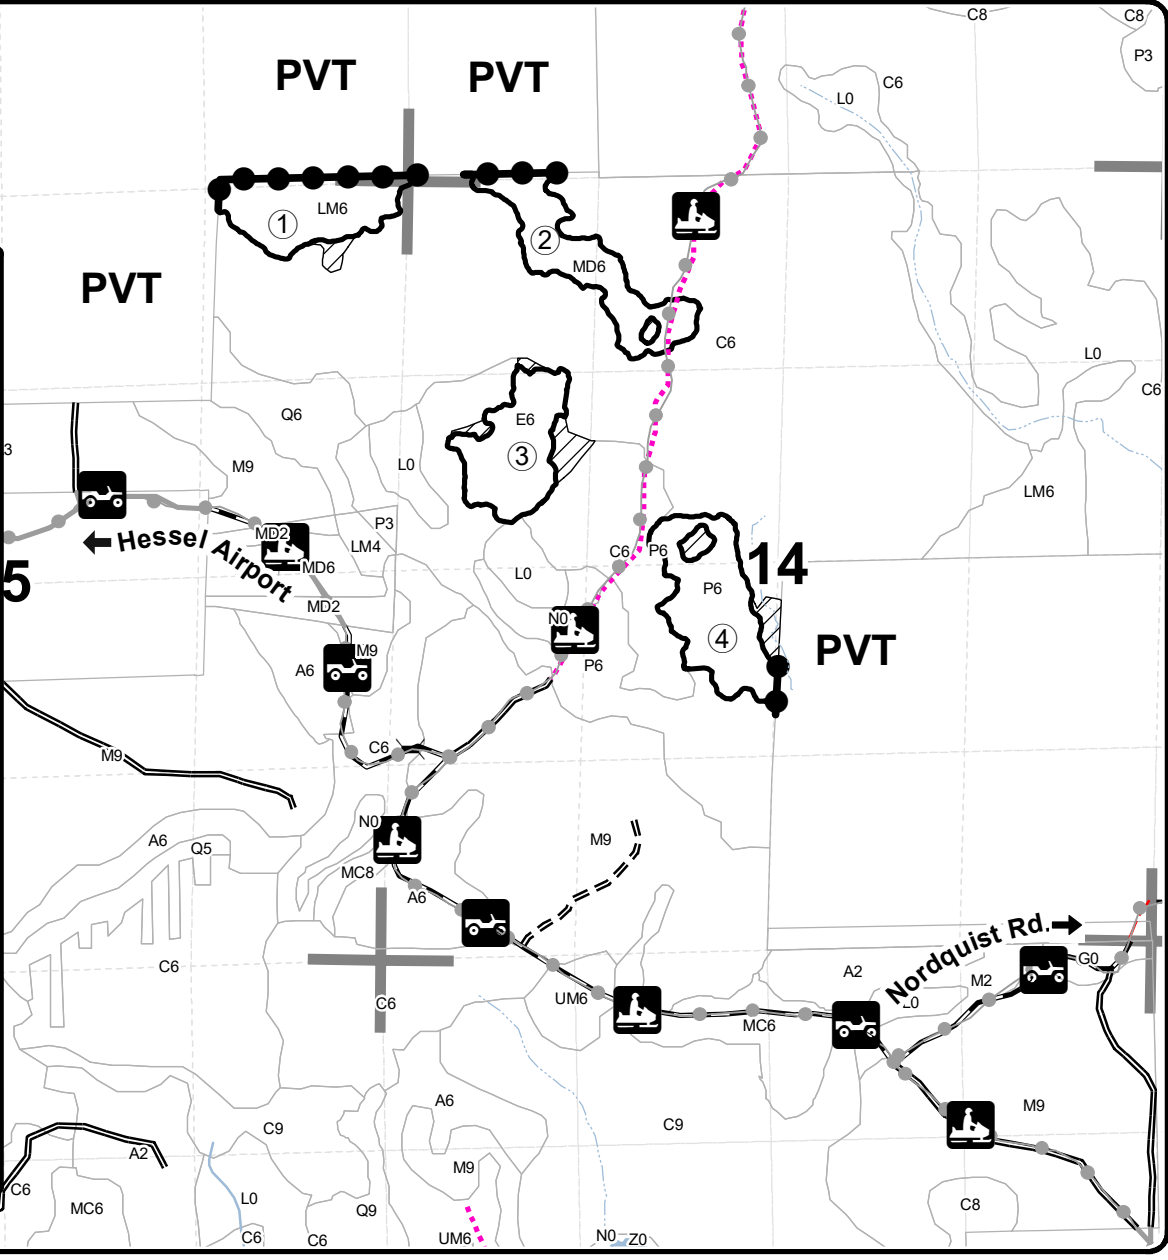 C8
C8
P3
PVT
PVT
C6
L0
LM6
1
2
MD6
PVT
C6
L0
C6
Q6
E6
3
3
M9
L0
LM6
P3
MD2
LM4
Hessel Airport
MD6
C6
P6
14
5
L0
P6
MD2
N0
4
PVT
M9
A6
P6
C6
M9
N0
A6
Q5
M9
MC8
A6
Nordquist Rd.
G0
C6
A2
M2
C6
UM6
L0
MC6
A6
M9
C9
C9
A2
M9
C6
L0
MC6
Q9
C8
C6
C6
UM6
N0
Z0